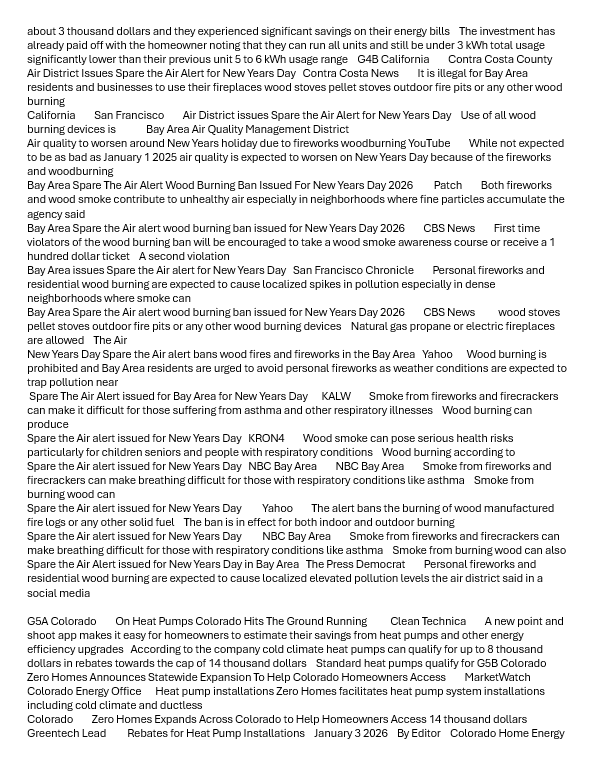 about 3 thousand dollars and they experienced significant savings on their energy bills The investment has
already paid off with the homeowner noting that they can run all units and still be under 3 kWh total usage
significantly lower than their previous unit 5 to 6 kWh usage range G4B California Contra Costa County
Air District Issues Spare the Air Alert for New Years Day Contra Costa News It is illegal for Bay Area
residents and businesses to use their fireplaces wood stoves pellet stoves outdoor fire pits or any other wood
burning
California San Francisco Air District issues Spare the Air Alert for New Years Day Use of all wood
burning devices is Bay Area Air Quality Management District
Air quality to worsen around New Years holiday due to fireworks woodburning YouTube While not expected
to be as bad as January 1 2025 air quality is expected to worsen on New Years Day because of the fireworks
and woodburning
Bay Area Spare The Air Alert Wood Burning Ban Issued For New Years Day 2026 Patch Both fireworks
and wood smoke contribute to unhealthy air especially in neighborhoods where fine particles accumulate the
agency said
Bay Area Spare the Air alert wood burning ban issued for New Years Day 2026 CBS News First time
violators of the wood burning ban will be encouraged to take a wood smoke awareness course or receive a 1
hundred dollar ticket A second violation
Bay Area issues Spare the Air alert for New Years Day San Francisco Chronicle Personal fireworks and
residential wood burning are expected to cause localized spikes in pollution especially in dense
neighborhoods where smoke can
Bay Area Spare the Air alert wood burning ban issued for New Years Day 2026 CBS News wood stoves
pellet stoves outdoor fire pits or any other wood burning devices Natural gas propane or electric fireplaces
are allowed The Air
New Years Day Spare the Air alert bans wood fires and fireworks in the Bay Area Yahoo Wood burning is
prohibited and Bay Area residents are urged to avoid personal fireworks as weather conditions are expected to
trap pollution near
Spare The Air Alert issued for Bay Area for New Years Day KALW Smoke from fireworks and firecrackers
can make it difficult for those suffering from asthma and other respiratory illnesses Wood burning can
produce
Spare the Air alert issued for New Years Day KRON4 Wood smoke can pose serious health risks
particularly for children seniors and people with respiratory conditions Wood burning according to
Spare the Air alert issued for New Years Day NBC Bay Area NBC Bay Area Smoke from fireworks and
firecrackers can make breathing difficult for those with respiratory conditions like asthma Smoke from
burning wood can
Spare the Air alert issued for New Years Day Yahoo The alert bans the burning of wood manufactured
fire logs or any other solid fuel The ban is in effect for both indoor and outdoor burning
Spare the Air alert issued for New Years Day NBC Bay Area Smoke from fireworks and firecrackers can
make breathing difficult for those with respiratory conditions like asthma Smoke from burning wood can also
Spare the Air Alert issued for New Years Day in Bay Area The Press Democrat Personal fireworks and
residential wood burning are expected to cause localized elevated pollution levels the air district said in a
social media
G5A Colorado On Heat Pumps Colorado Hits The Ground Running Clean Technica A new point and
shoot app makes it easy for homeowners to estimate their savings from heat pumps and other energy
efficiency upgrades According to the company cold climate heat pumps can qualify for up to 8 thousand
dollars in rebates towards the cap of 14 thousand dollars Standard heat pumps qualify for G5B Colorado
Zero Homes Announces Statewide Expansion To Help Colorado Homeowners Access MarketWatch
Colorado Energy Office Heat pump installations Zero Homes facilitates heat pump system installations
including cold climate and ductless
Colorado Zero Homes Expands Across Colorado to Help Homeowners Access 14 thousand dollars
Greentech Lead Rebates for Heat Pump Installations January 3 2026 By Editor Colorado Home Energy